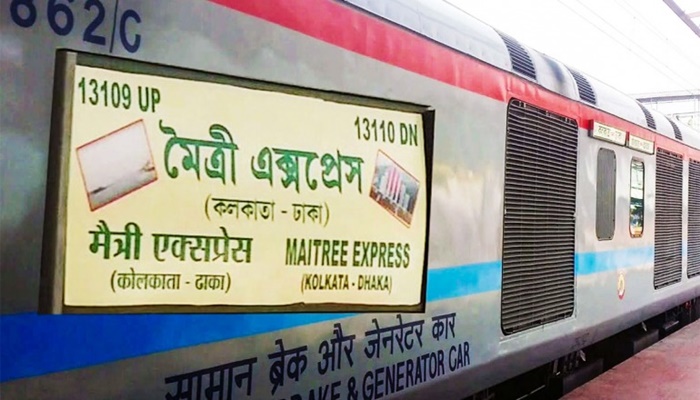 862/C
13109 UP
13110 DN
মৈত্রী এক্সপ্রেস
(কলকাতা - ঢাকা)
मैत्री एक्सप्रेस
(कोलकाता - ढाका)
MAITREE EXPRESS
(KOLKATA - DHAKA)
सामान ब्रेक और जेनरेटर कार
BRAKE & GENERATOR CAR